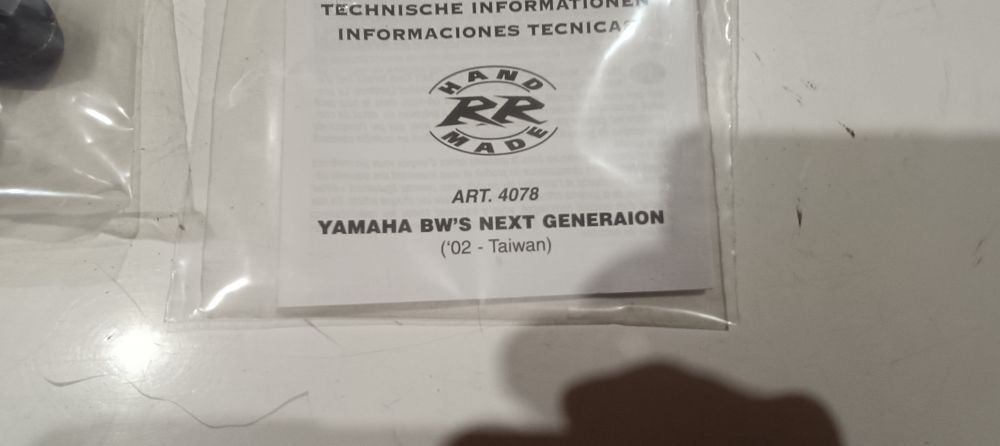 TECHNISCHE INFORMATIONEN
INFORMACIONES TECNICAS
HAND
RR
MADE
ART. 4078
YAMAHA BW'S NEXT GENERAION
('02 - Taiwan)